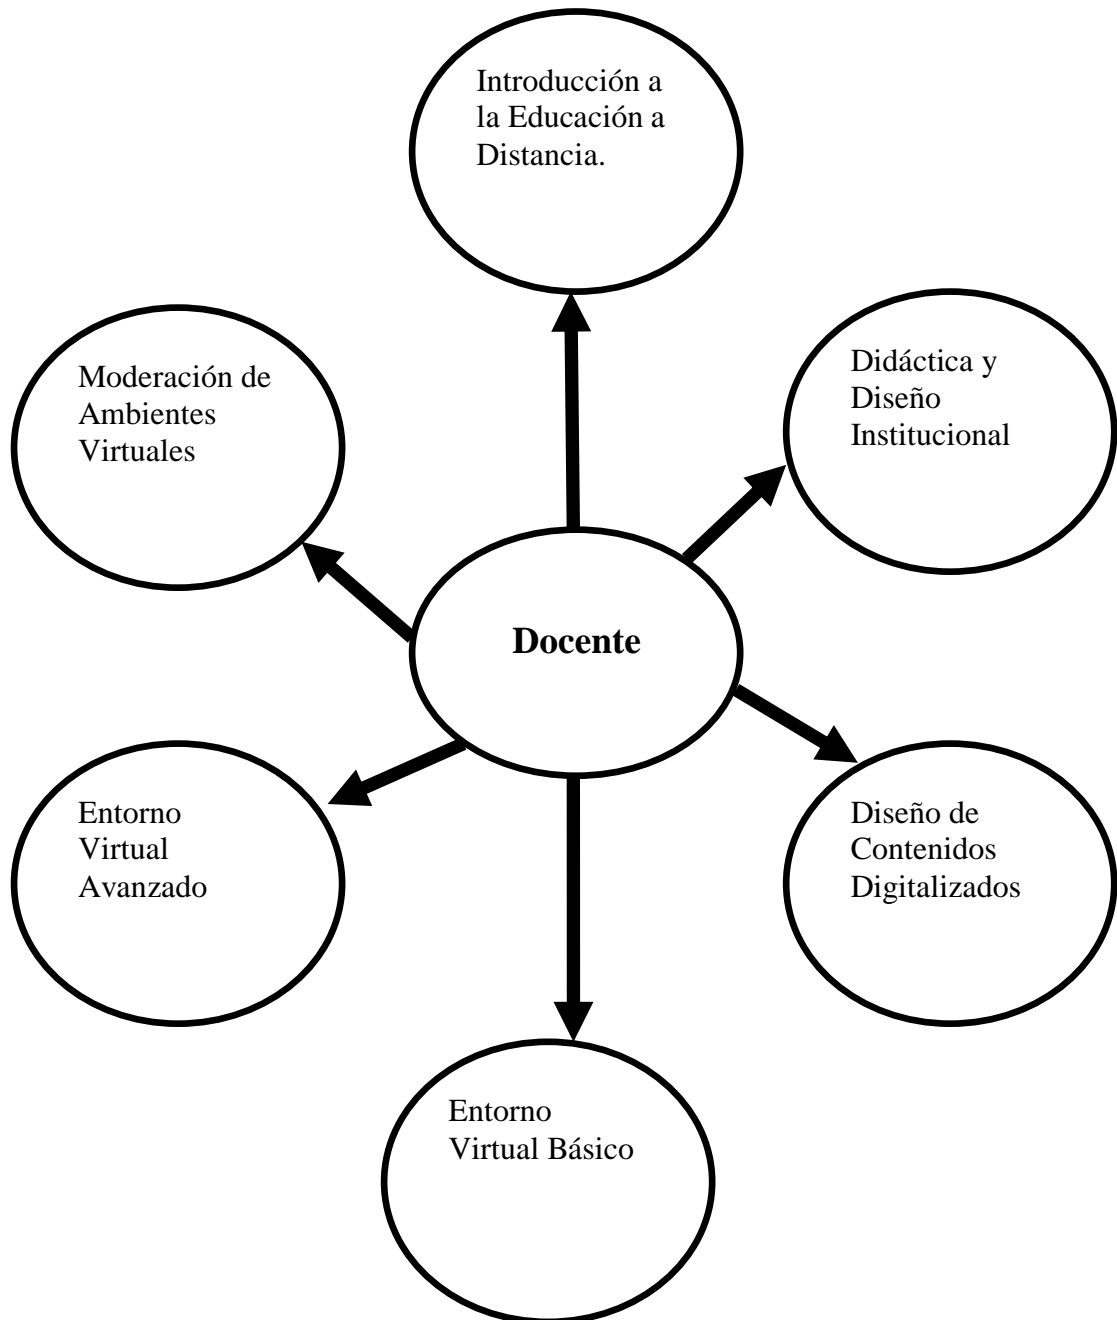 Introducción a
la Educación a
Distancia.
Didáctica y
Diseño
Institucional
Moderación de
Ambientes
Virtuales
Docente
Entorno
Virtual
Avanzado
Diseño de
Contenidos
Digitalizados
Entorno
Virtual Básico